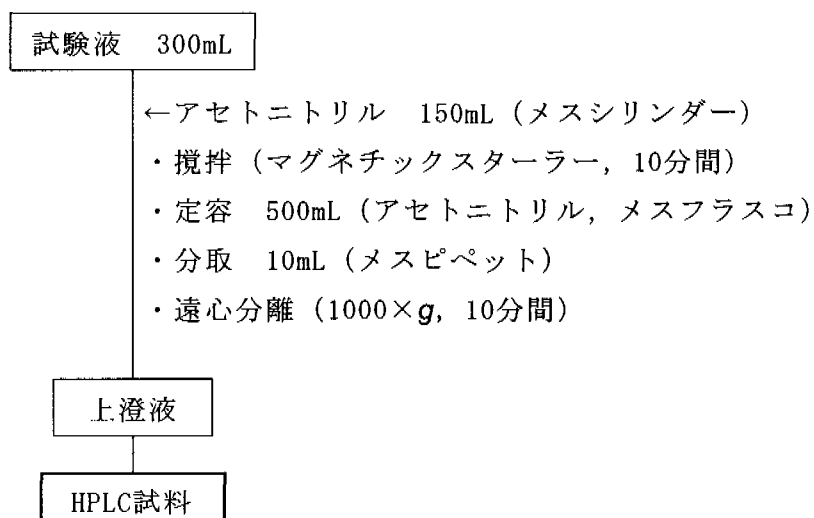 試験液　300mL
←アセトニトリル　150mL（メスシリンダー）
・攪拌（マグネチックスターラー，10分間）
・定容　500mL（アセトニトリル，メスフラスコ）
・分取　10mL（メスピペット）
・遠心分離（1000×g，10分間）
上澄液
HPLC試料